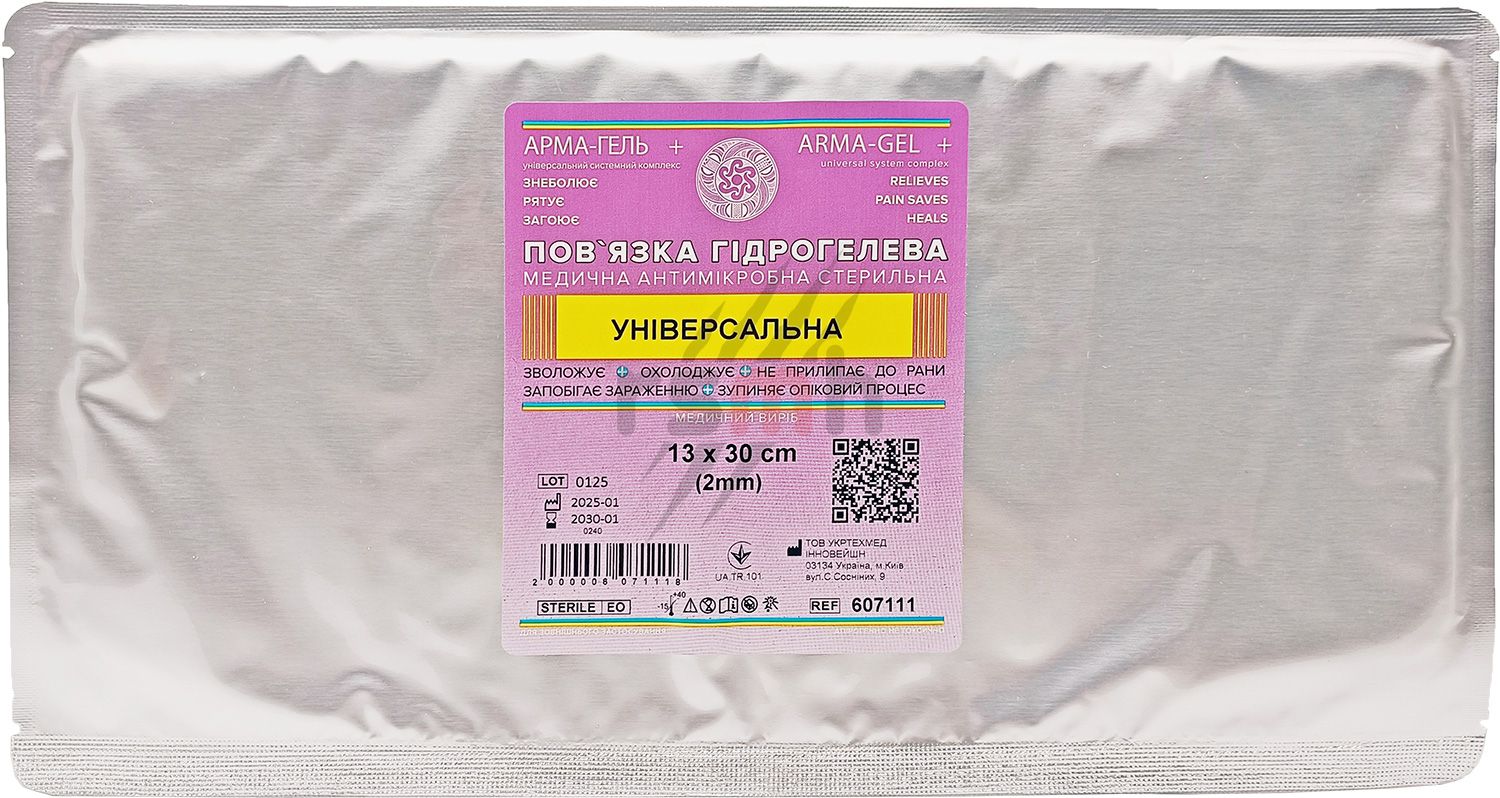 АРМА-ГЕЛЬ +
універсальний системний комплекс
ЗНЕБОЛЮЄ
РЯТУЄ
ЗАГОЮЄ
ARMA-GEL +
universal system complex
RELIEVES
PAIN SAVES
HEALS
ПОВ`ЯЗКА ГІДРОГЕЛЕВА
МЕДИЧНА АНТИМІКРОБНА СТЕРИЛЬНА
УНІВЕРСАЛЬНА
ЗВОЛОЖУЄ + ОХОЛОДЖУЄ + НЕ ПРИЛИПАЄ ДО РАНИ
ЗАПОБІГАЄ ЗАРАЖЕННЮ + ЗУПИНЯЄ ОПІКОВИЙ ПРОЦЕС
МЕДИЧНИЙ ВИРІБ
13 x 30 cm
(2mm)
LOT 0125
2025-01
2030-01
0240
2 000006 071118
UA.TR.101
ТОВ УКРТЕХМЕД
ІННОВЕЙШН
03134 Україна, м.Київ
вул.С.Сосніних, 9
STERILE EO
-15 +40
REF 607111
ДЛЯ ЗОВНІШНЬОГО ЗАСТОСУВАННЯ